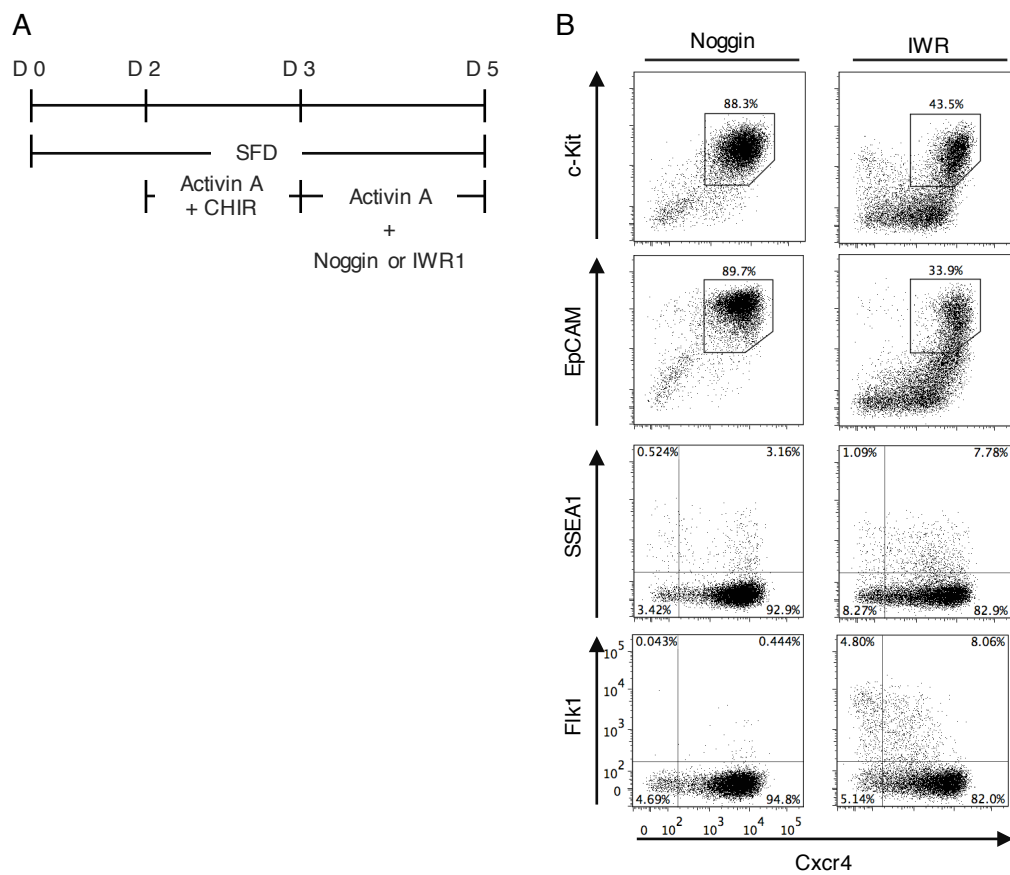 A
D 0 D 2 D 3 D 5
SFD
Activin A
+ CHIR
Activin A
+
Noggin or IWR1
B
Noggin IWR
c-Kit
88.3% 43.5%
EpCAM
89.7% 33.9%
SSEA1
0.524% 3.16% 1.09% 7.78%
3.42% 92.9% 8.27% 82.9%
Flk1
0.043% 0.444% 4.80% 8.06%
10^5
10^4
10^3
10^2
0
4.69% 94.8% 5.14% 82.0%
0 10^2 10^3 10^4 10^5
Cxcr4